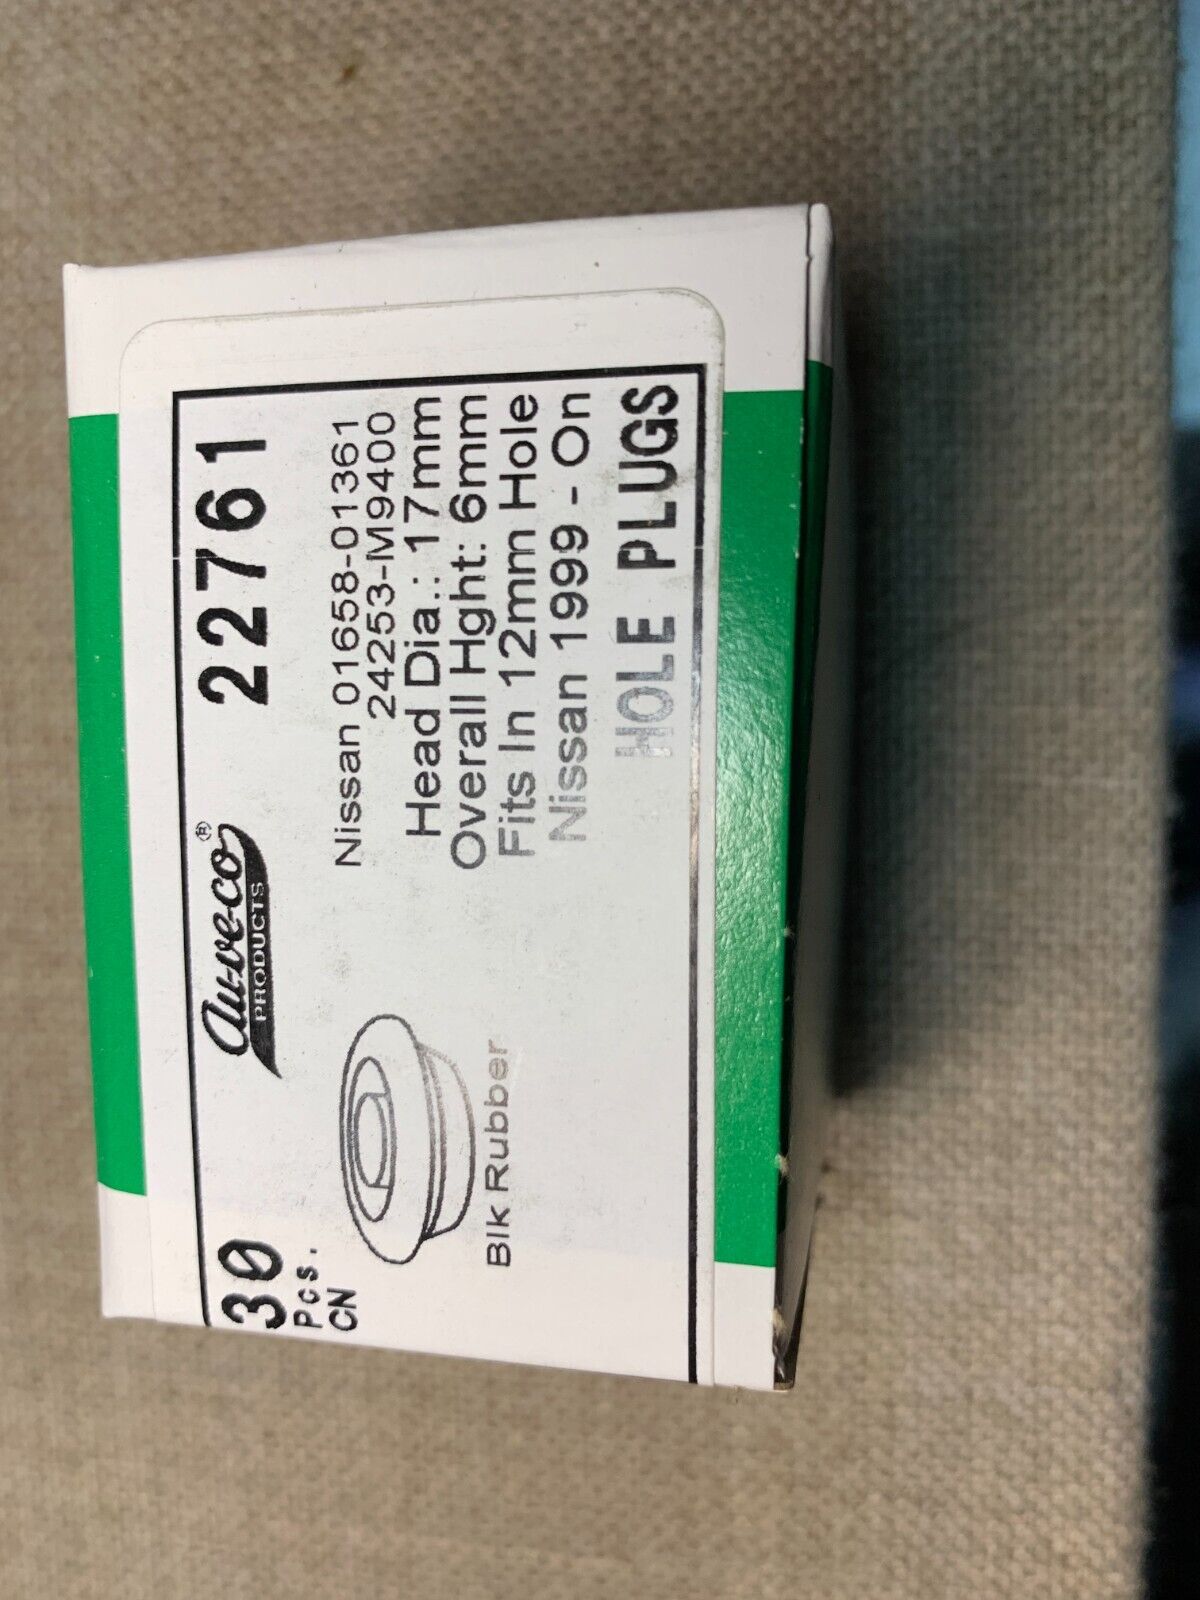 30
Pcs.
CN
au-ve-co®
PRODUCTS
22761
Nissan 01658-01361
24253-M9400
Head Dia.: 17mm
Overall Hght: 6mm
Fits In 12mm Hole
Nissan 1999 - On
HOLE PLUGS
Blk Rubber